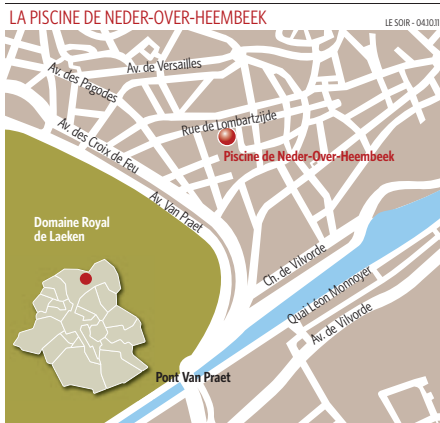 LA PISCINE DE NEDER-OVER-HEEMBEEK
LE SOIR - 04.10.11
Av. de Versailles
Av. des Pagodes
Rue de Lombartzijde
Av. des Croix de Feu
Piscine de Neder-Over-Heembeek
Av. Van Praet
Domaine Royal
de Laeken
Ch. de Vilvorde
Quai Léon Monnoyer
Av. de Vilvorde
Pont Van Praet